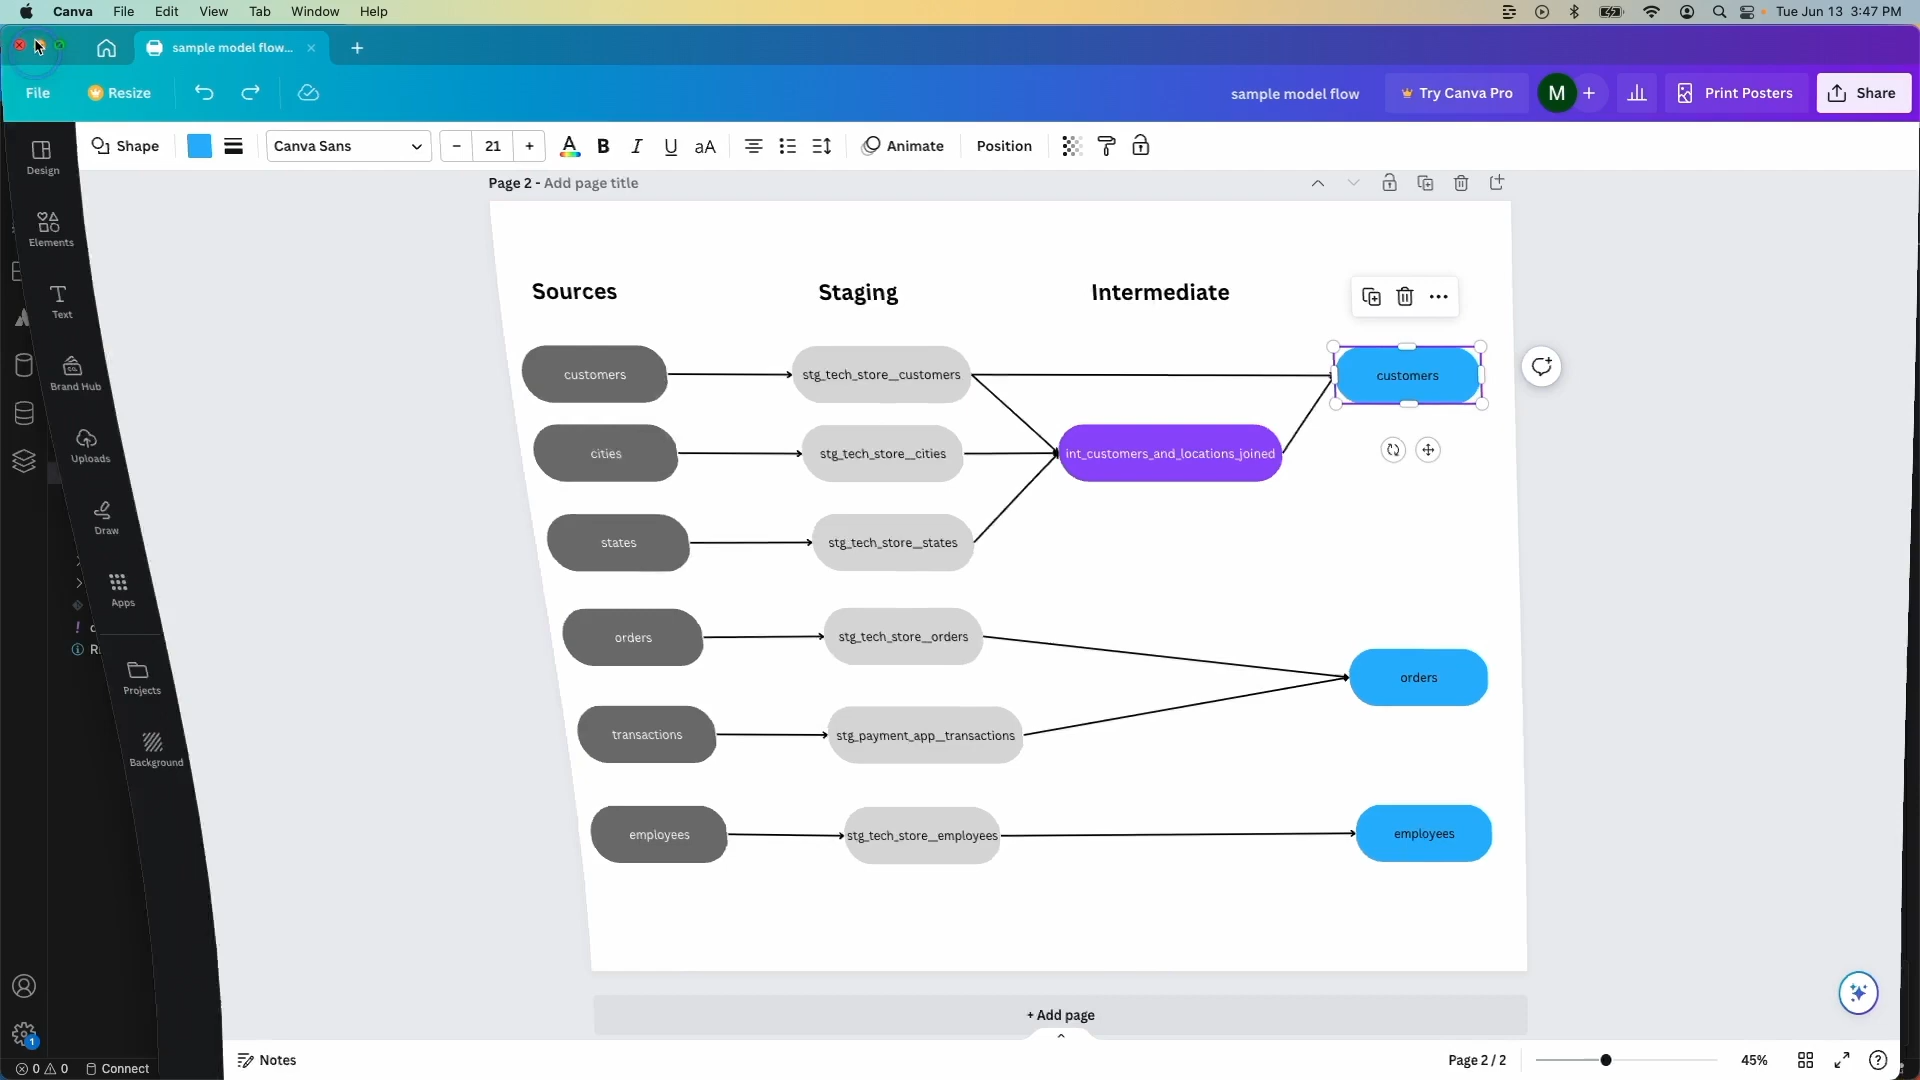 Canva File Edit View Tab Window Help
Tue Jun 13 3:47 PM
sample model flow...
File Resize
sample model flow
Try Canva Pro
M
Print Posters
Share
Shape
Canva Sans
21
B I U aA
Animate
Position
Design
Elements
Text
Brand Hub
Uploads
Draw
Apps
Projects
Background
Page 2 - Add page title
Sources Staging Intermediate
customers stg_tech_store__customers customers
cities stg_tech_store__cities int_customers_and_locations_joined
states stg_tech_store__states
orders stg_tech_store__orders
orders
transactions stg_payment_app__transactions
employees stg_tech_store__employees employees
+ Add page
Notes
Page 2 / 2
45%
1
0 0 Connect